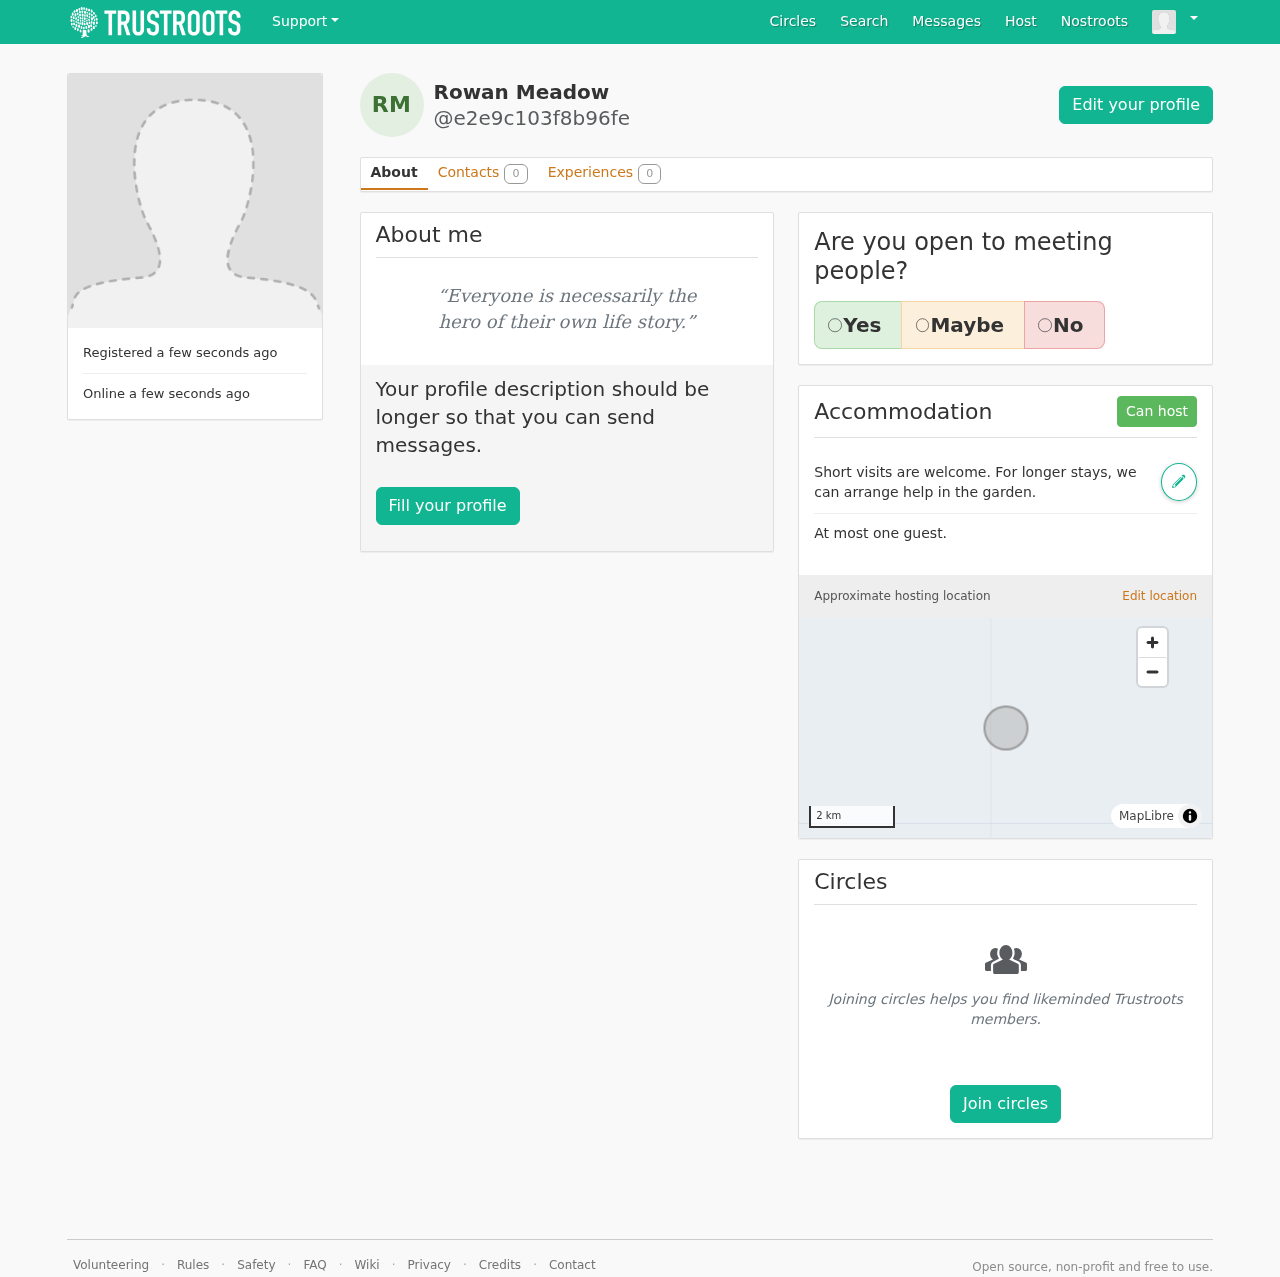 TRUSTROOTS
Support
Circles
Search
Messages
Host
Nostroots
Registered a few seconds ago
Online a few seconds ago
RM
Rowan Meadow
@e2e9c103f8b96fe
Edit your profile
About
Contacts 0
Experiences 0
About me
“Everyone is necessarily the
hero of their own life story.”
Your profile description should be
longer so that you can send
messages.
Fill your profile
Are you open to meeting
people?
Yes
Maybe
No
Accommodation
Can host
Short visits are welcome. For longer stays, we
can arrange help in the garden.
At most one guest.
Approximate hosting location
Edit location
+
−
2 km
MapLibre
Circles
Joining circles helps you find likeminded Trustroots
members.
Join circles
Volunteering · Rules · Safety · FAQ · Wiki · Privacy · Credits · Contact
Open source, non-profit and free to use.